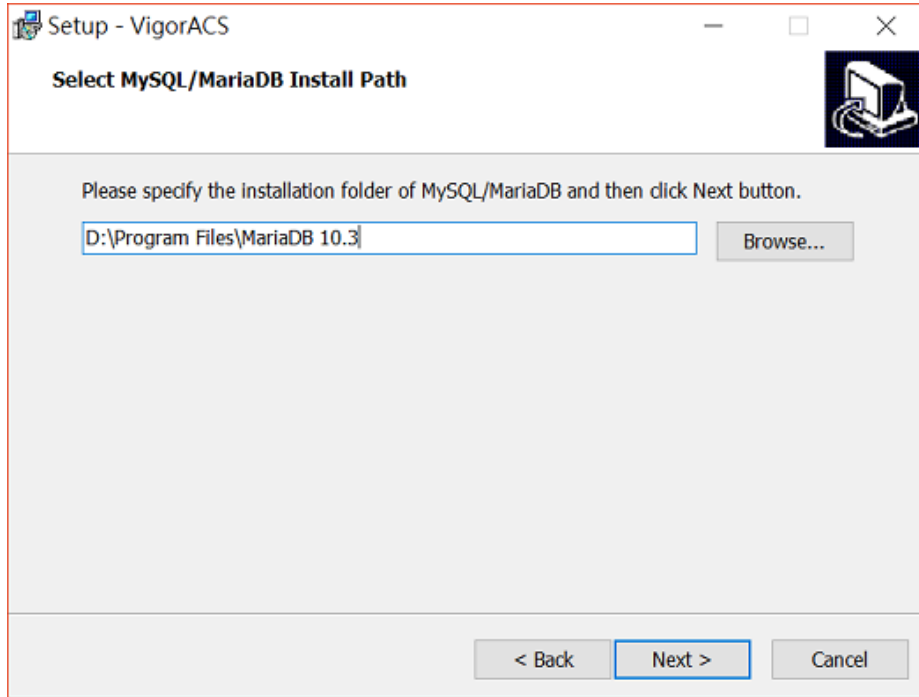 Setup - VigorACS
Select MySQL/MariaDB Install Path
Please specify the installation folder of MySQL/MariaDB and then click Next button.
D:\Program Files\MariaDB 10.3
Browse...
< Back
Next >
Cancel